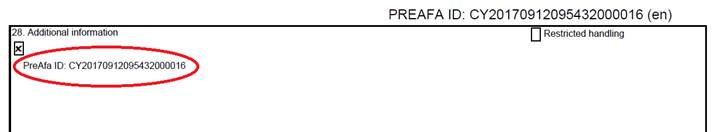 PREAFA ID: CY20170912095432000016 (en)
28. Additional information
Restricted handling
PreAfa ID: CY20170912095432000016